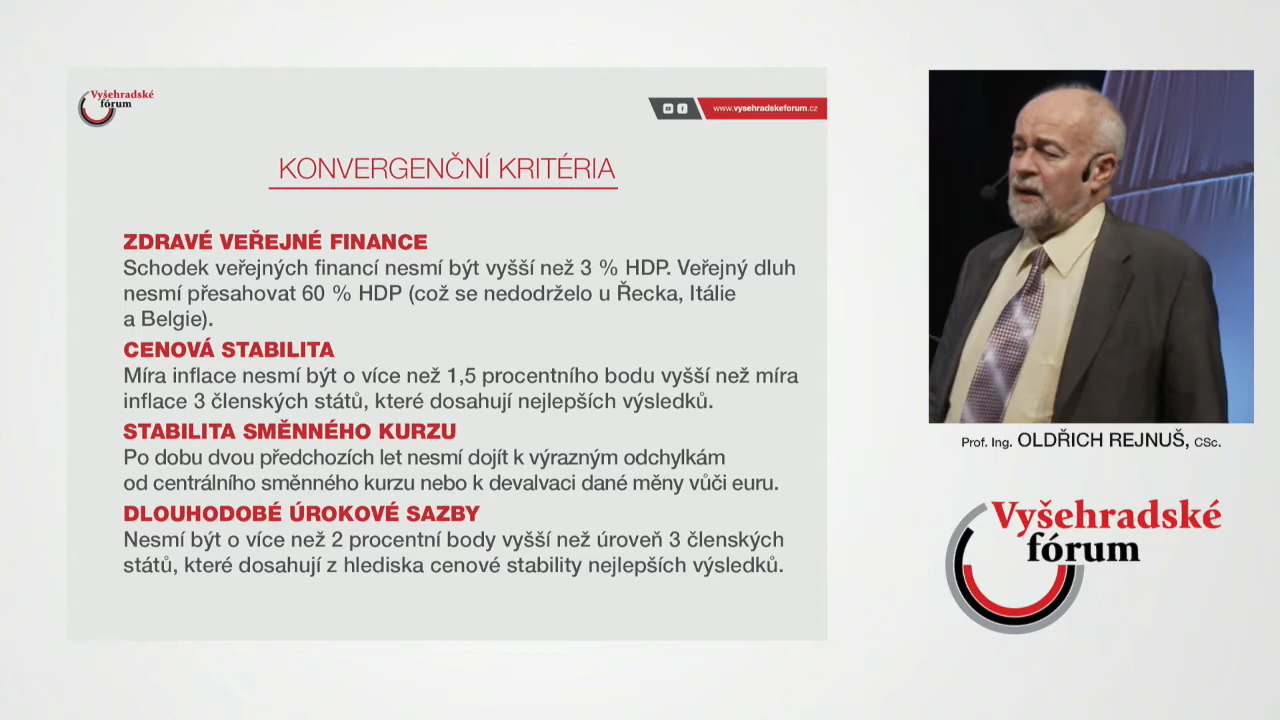 Vyšehradské
fórum
www.vysehradskeforum.cz
KONVERGENČNÍ KRITÉRIA
ZDRAVÉ VEŘEJNÉ FINANCE
Schodek veřejných financí nesmí být vyšší než 3 % HDP. Veřejný dluh
nesmí přesahovat 60 % HDP (což se nedodrželo u Řecka, Itálie
a Belgie).
CENOVÁ STABILITA
Míra inflace nesmí být o více než 1,5 procentního bodu vyšší než míra
inflace 3 členských států, které dosahují nejlepších výsledků.
STABILITA SMĚNNÉHO KURZU
Po dobu dvou předchozích let nesmí dojít k výrazným odchylkám
od centrálního směnného kurzu nebo k devalvaci dané měny vůči euru.
DLOUHODOBÉ ÚROKOVÉ SAZBY
Nesmí být o více než 2 procentní body vyšší než úroveň 3 členských
států, které dosahují z hlediska cenové stability nejlepších výsledků.
Prof. Ing. OLDŘICH REJNUŠ, CSc.
Vyšehradské
fórum